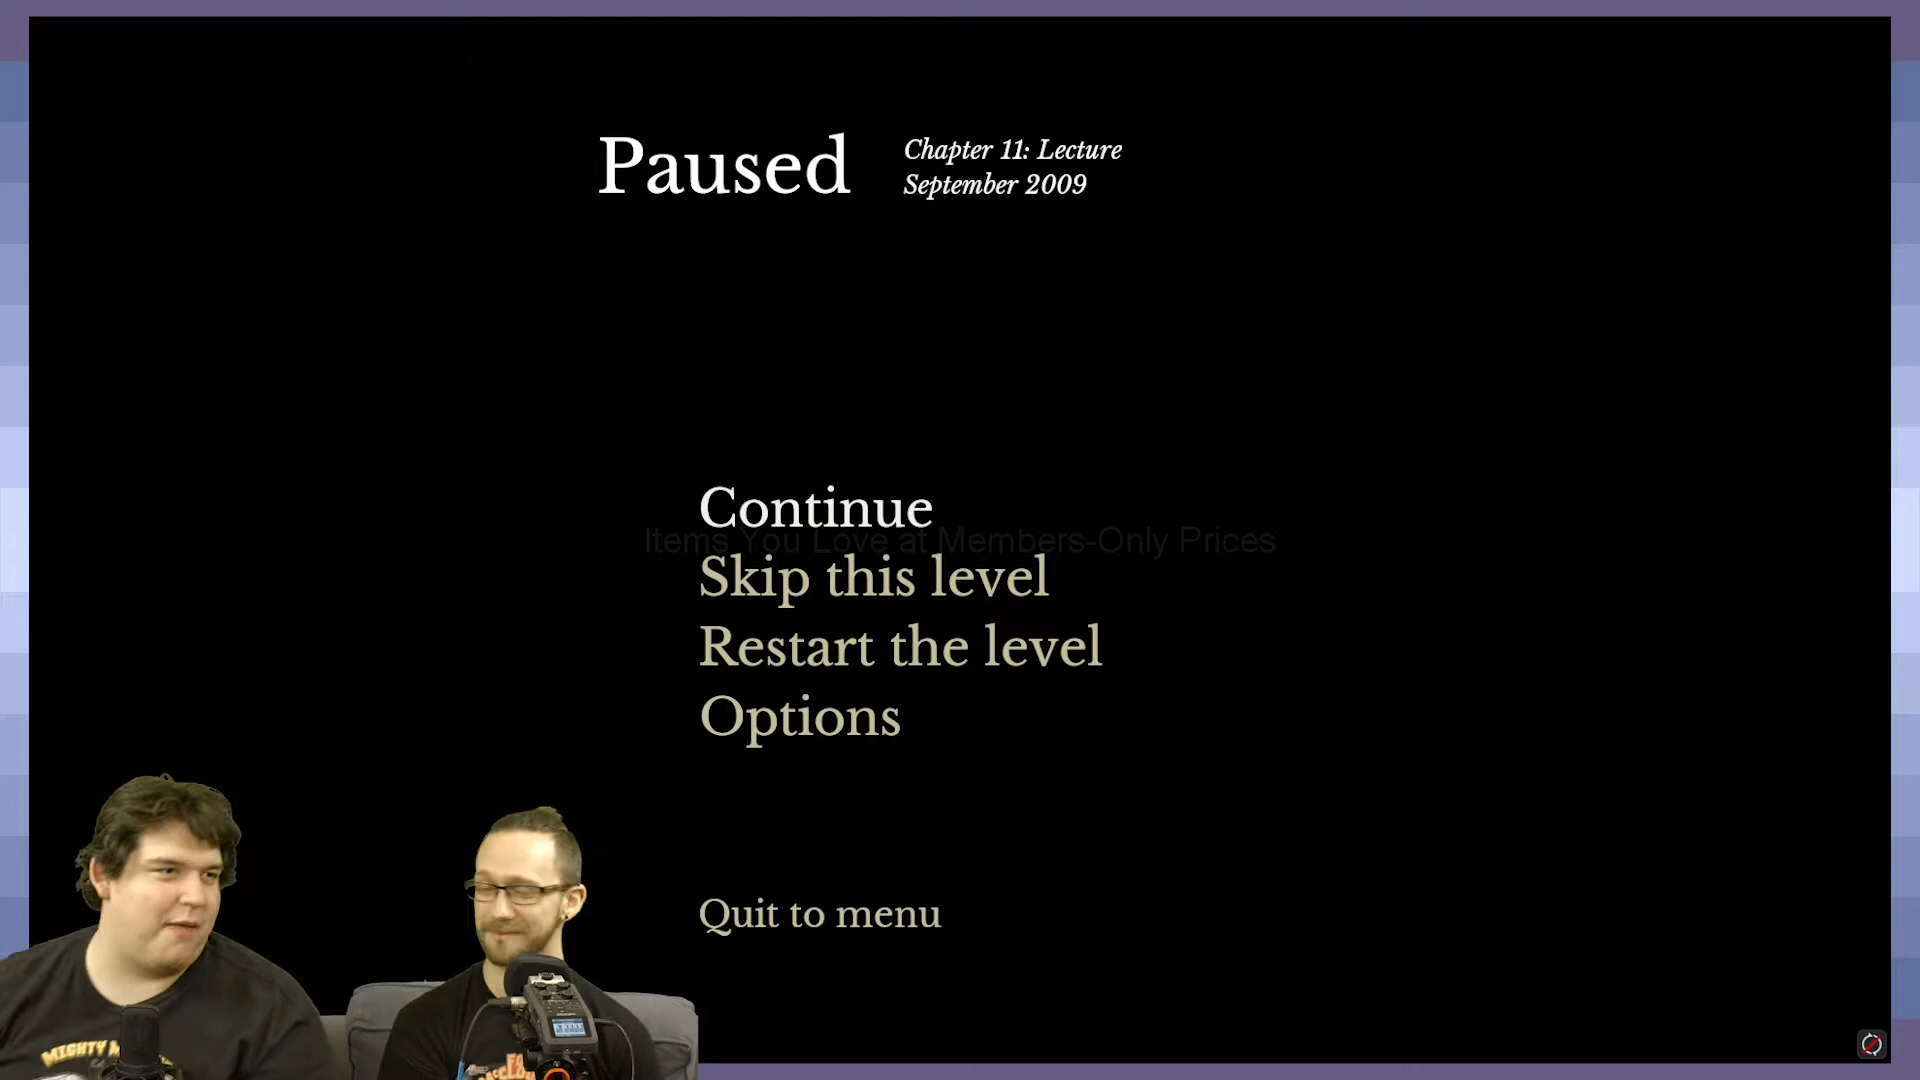 Paused
Chapter 11: Lecture
September 2009
Continue
Items You Love at Members-Only Prices
Skip this level
Restart the level
Options
Quit to menu
MIGHTY